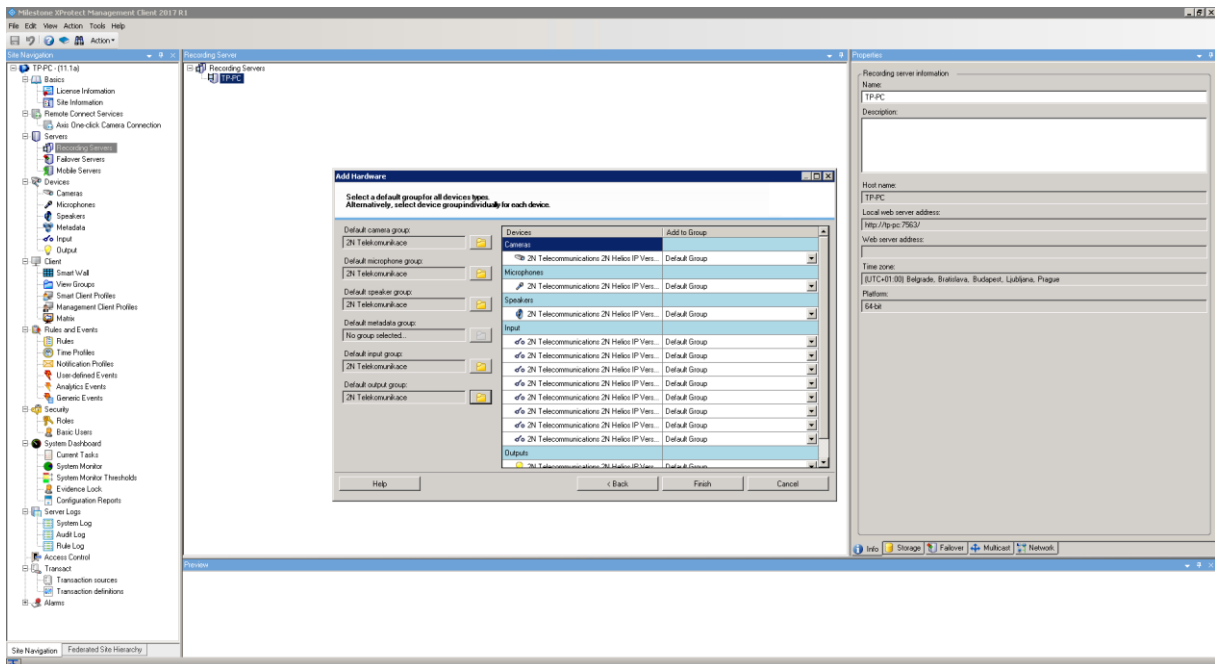 Milestone XProtect Management Client 2017 R1
File Edit View Action Tools Help
Action
Site Navigation
TP-PC - (11.1a)
Basics
License Information
Site Information
Remote Connect Services
Axis One-click Camera Connection
Servers
Recording Servers
Failover Servers
Mobile Servers
Devices
Cameras
Microphones
Speakers
Metadata
Input
Output
Client
Smart Wall
View Groups
Smart Client Profiles
Management Client Profiles
Matrix
Rules and Events
Rules
Time Profiles
Notification Profiles
User-defined Events
Analytics Events
Generic Events
Security
Roles
Basic Users
System Dashboard
Current Tasks
System Monitor
System Monitor Thresholds
Evidence Lock
Configuration Reports
Server Logs
System Log
Audit Log
Rule Log
Access Control
Transact
Transaction sources
Transaction definitions
Alarms
Site Navigation Federated Site Hierarchy
Recording Server
Recording Servers
TP-PC
Add Hardware
Select a default group for all devices types.
Alternatively, select device group individually for each device.
Default camera group:
2N Telekomunikace
Default microphone group:
2N Telekomunikace
Default speaker group:
2N Telekomunikace
Default metadata group:
No group selected...
Default input group:
2N Telekomunikace
Default output group:
2N Telekomunikace
Devices Add to Group
Cameras
2N Telecommunications 2N Helios IP Vers... Default Group
Microphones
2N Telecommunications 2N Helios IP Vers... Default Group
Speakers
2N Telecommunications 2N Helios IP Vers... Default Group
Input
2N Telecommunications 2N Helios IP Vers... Default Group
2N Telecommunications 2N Helios IP Vers... Default Group
2N Telecommunications 2N Helios IP Vers... Default Group
2N Telecommunications 2N Helios IP Vers... Default Group
2N Telecommunications 2N Helios IP Vers... Default Group
2N Telecommunications 2N Helios IP Vers... Default Group
2N Telecommunications 2N Helios IP Vers... Default Group
2N Telecommunications 2N Helios IP Vers... Default Group
Outputs
2N Telecommunications 2N Helios IP Vers... Default Group
Help < Back Finish Cancel
Preview
Properties
Recording server information
Name:
TP-PC
Description:
Host name:
TP-PC
Local web server address:
http://tp-pc:7563/
Web server address:
Time zone:
(UTC+01:00) Belgrade, Bratislava, Budapest, Ljubljana, Prague
Platform:
64-bit
Info Storage Failover Multicast Network